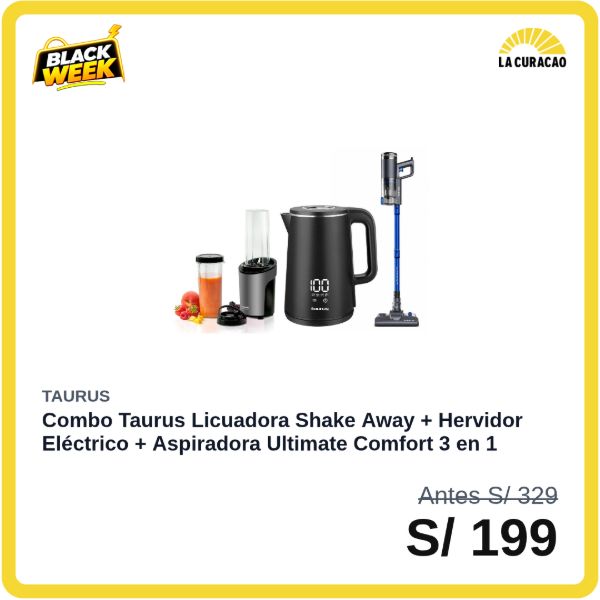 BLACK
WEEK
LA CURACAO
100
TAURUS
TAURUS
Combo Taurus Licuadora Shake Away + Hervidor
Eléctrico + Aspiradora Ultimate Comfort 3 en 1
Antes S/ 329
S/ 199